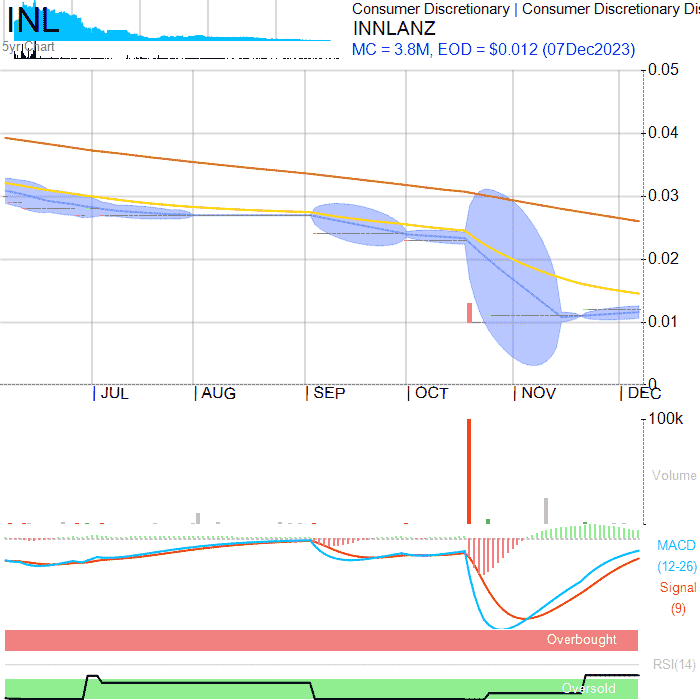 INL
5yr Chart
Consumer Discretionary | Consumer Discretionary Dis
INNLANZ
MC = 3.8M, EOD = $0.012 (07Dec2023)
0.05
0.04
0.03
0.02
0.01
0
| JUL | AUG | SEP | OCT | NOV | DEC
100k
Volume
MACD
(12-26)
Signal
(9)
Overbought
RSI(14)
Oversold